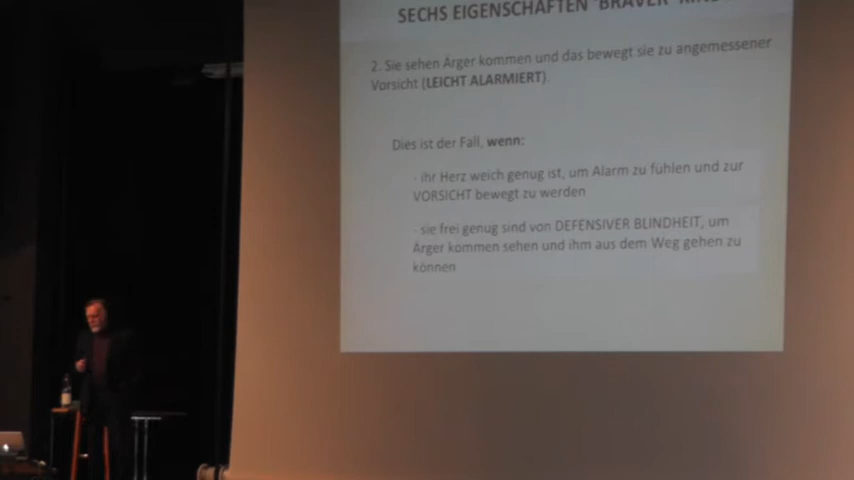 SECHS EIGENSCHAFTEN 'BRAVER'
2. Sie sehen Ärger kommen und das bewegt sie zu angemessener
Vorsicht (LEICHT ALARMIERT).
Dies ist der Fall, wenn:
- ihr Herz weich genug ist, um Alarm zu fühlen und zur
VORSICHT bewegt zu werden
- sie frei genug sind von DEFENSIVER BLINDHEIT, um
Ärger kommen sehen und ihm aus dem Weg gehen zu
können